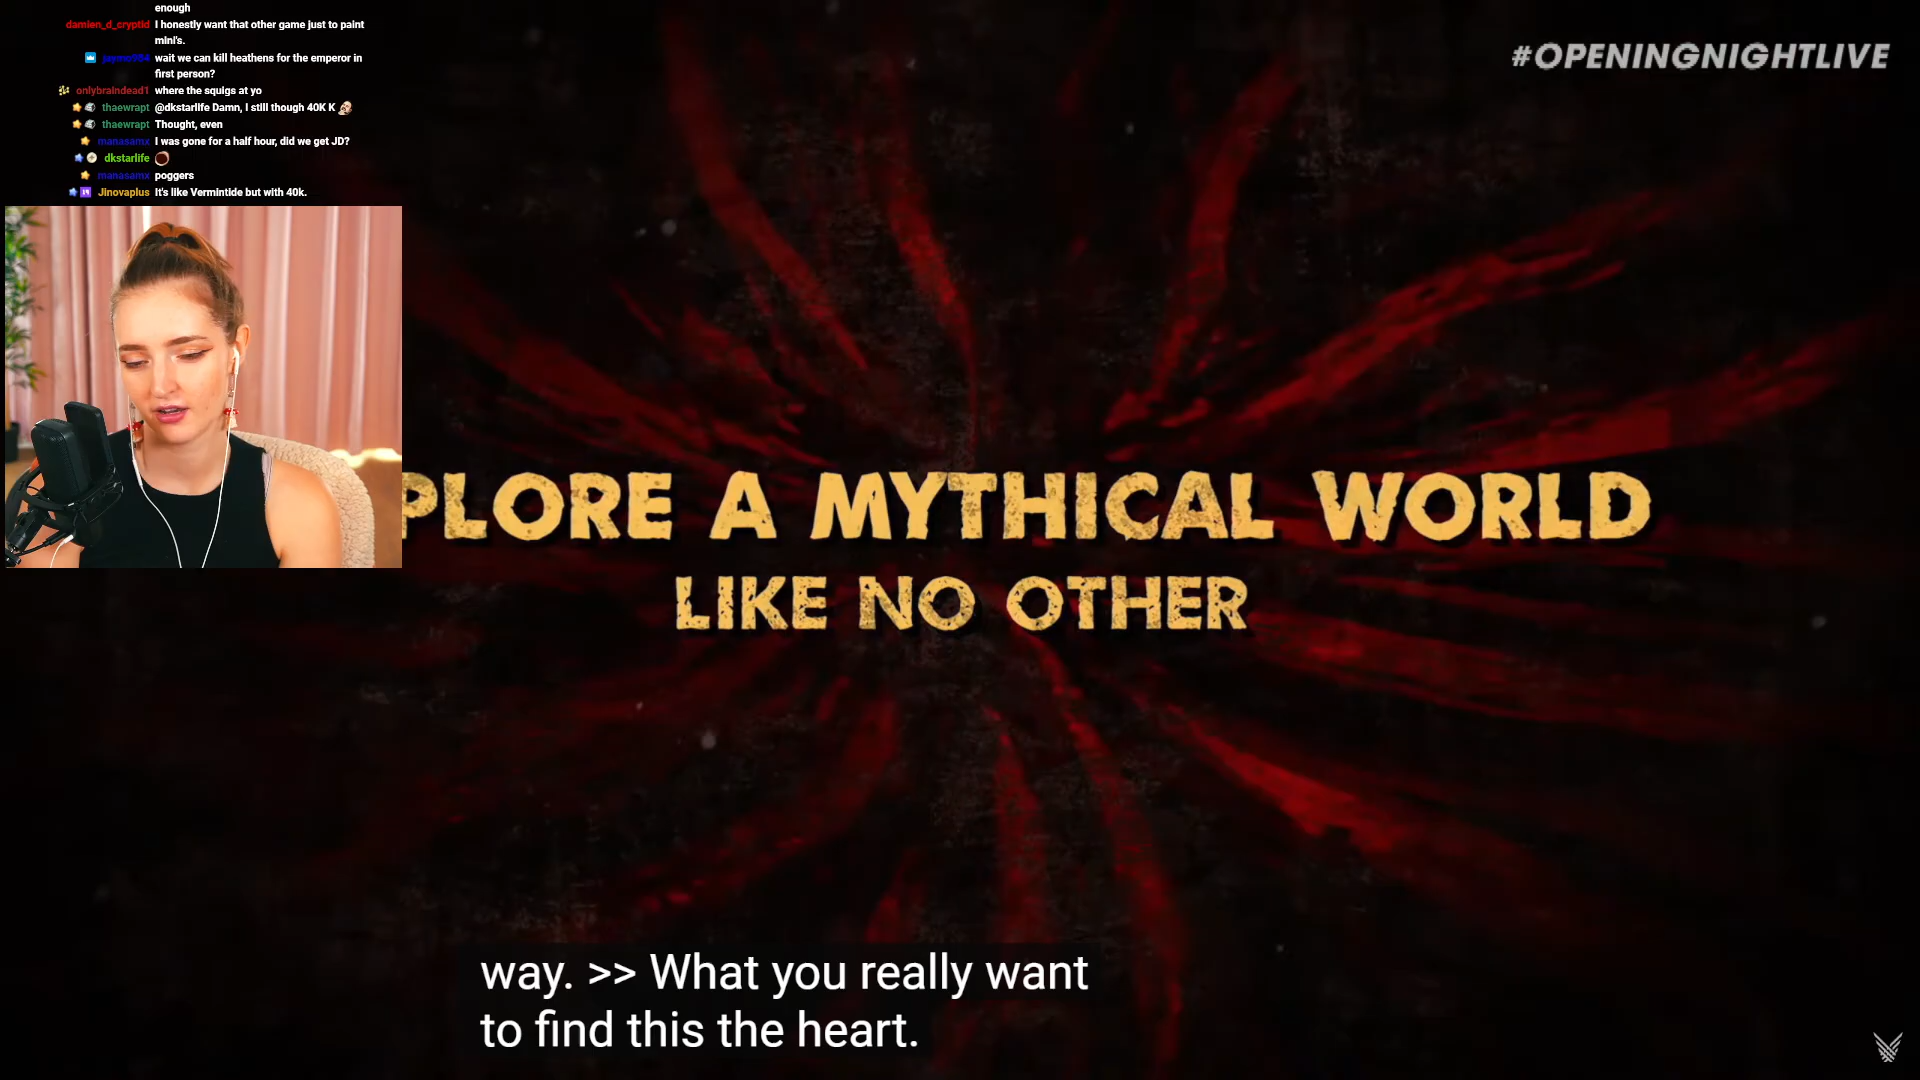 enough
damien_d_cryptid I honestly want that other game just to paint
mini's.
jaymo984 wait we can kill heathens for the emperor in
first person?
onlybraindead1 where the squigs at yo
thaewrapt @dkstarlife Damn, I still though 40K K
thaewrapt Thought, even
manasamx I was gone for a half hour, did we get JD?
dkstarlife
manasamx poggers
Jinovaplus It's like Vermintide but with 40k.
#OPENINGNIGHTLIVE
PLORE A MYTHICAL WORLD
LIKE NO OTHER
way. >> What you really want
to find this the heart.